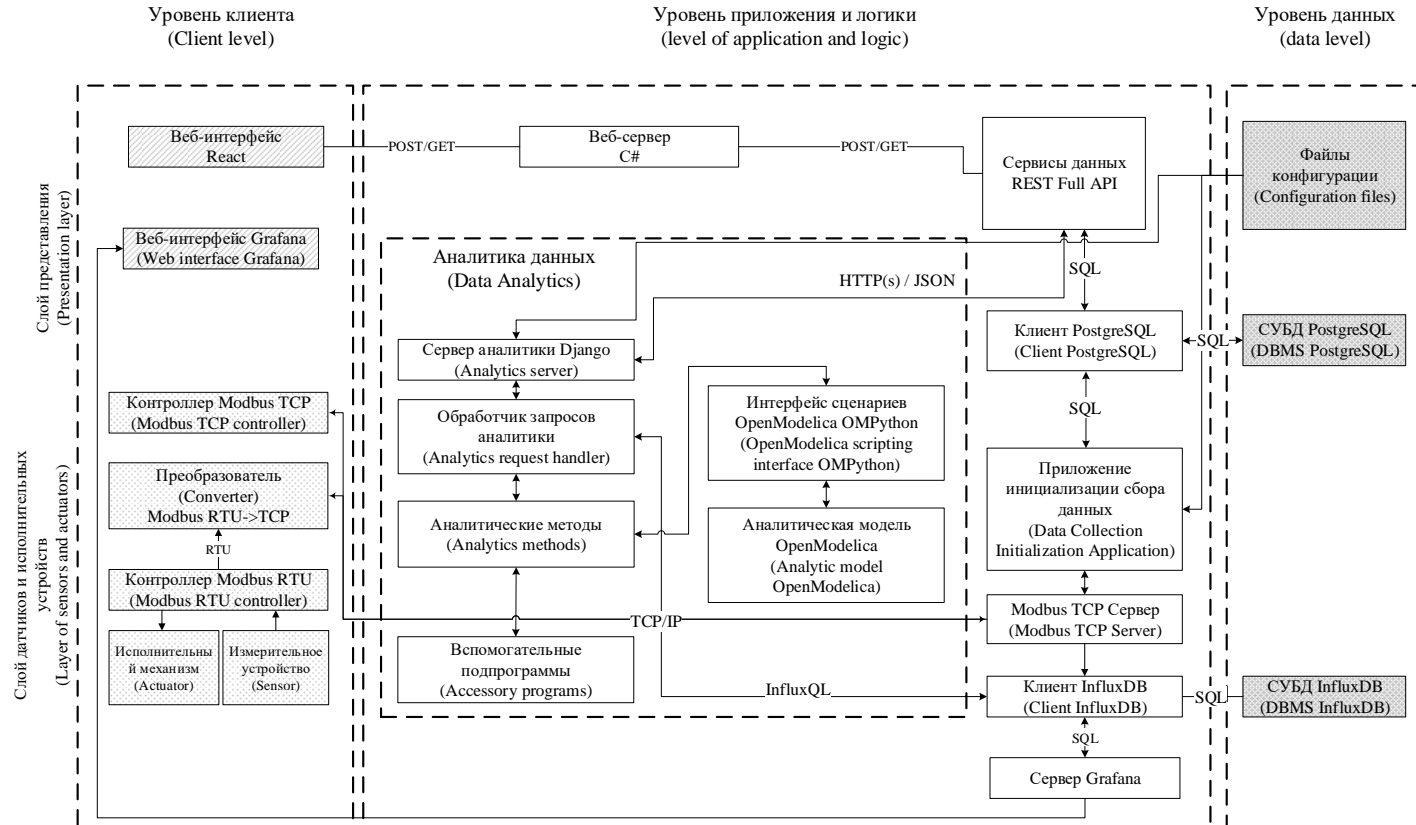 Уровень клиента
(Client level)
Уровень приложения и логики
(level of application and logic)
Уровень данных
(data level)
Слой представления
(Presentation layer)
Слой датчиков и исполнительных
устройств
(Layer of sensors and actuators)
Веб-интерфейс
React
POST/GET
Веб-сервер
C#
POST/GET
Сервисы данных
REST Full API
Файлы
конфигурации
(Configuration files)
Веб-интерфейс Grafana
(Web interface Grafana)
Аналитика данных
(Data Analytics)
HTTP(s) / JSON
SQL
Сервер аналитики Django
(Analytics server)
Клиент PostgreSQL
(Client PostgreSQL)
SQL
СУБД PostgreSQL
(DBMS PostgreSQL)
Контроллер Modbus TCP
(Modbus TCP controller)
Обработчик запросов
аналитики
(Analytics request handler)
Интерфейс сценариев
OpenModelica OMPython
(OpenModelica scripting
interface OMPython)
SQL
Преобразователь
(Converter)
Modbus RTU->TCP
Аналитические методы
(Analytics methods)
Аналитическая модель
OpenModelica
(Analytic model
OpenModelica)
Приложение
инициализации сбора
данных
(Data Collection
Initialization Application)
RTU
Контроллер Modbus RTU
(Modbus RTU controller)
TCP/IP
Modbus TCP Сервер
(Modbus TCP Server)
Исполнительны
й механизм
(Actuator)
Измерительное
устройство
(Sensor)
Вспомогательные
подпрограммы
(Accessory programs)
InfluxQL
Клиент InfluxDB
(Client InfluxDB)
SQL
СУБД InfluxDB
(DBMS InfluxDB)
SQL
Сервер Grafana